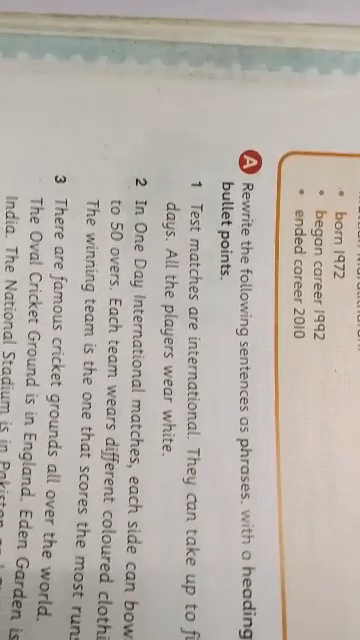 • born 1972
• began career 1992
• ended career 2010
A Rewrite the following sentences as phrases, with a heading
bullet points.
1 Test matches are international. They can take up to
days. All the players wear white.
2 In One Day International matches, each side can bow
to 50 overs. Each team wears different coloured clothi
The winning team is the one that scores the most runs
3 There are famous cricket grounds all over the world.
The Oval Cricket Ground is in England. Eden Garden is
India. The National Stadium is in Pakistan